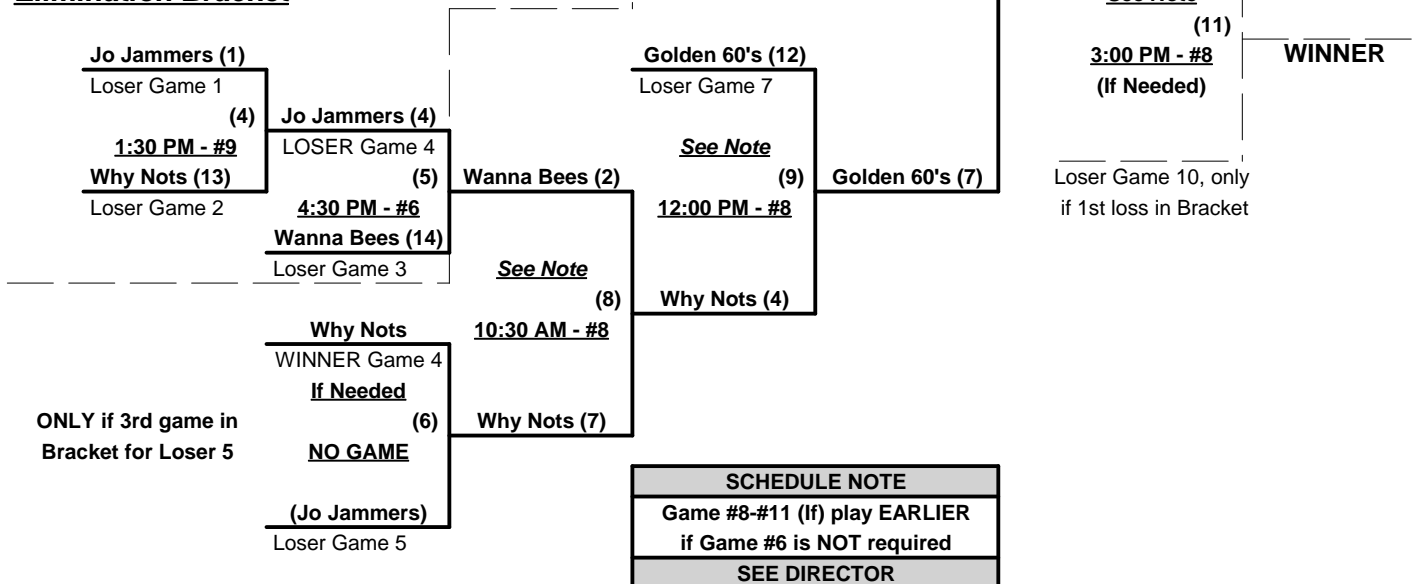 Elimination Bracket
See Note
(11)
Jo Jammers (1)
Golden 60's (12)
3:00 PM - #8
WINNER
Loser Game 1
Loser Game 7
(If Needed)
(4)
Jo Jammers (4)
1:30 PM - #9
LOSER Game 4
See Note
Why Nots (13)
(5)
Wanna Bees (2)
(9)
Golden 60's (7)
Loser Game 10, only
Loser Game 2
4:30 PM - #6
12:00 PM - #8
if 1st loss in Bracket
Wanna Bees (14)
Loser Game 3
See Note
(8)
Why Nots (4)
Why Nots
10:30 AM - #8
WINNER Game 4
If Needed
ONLY if 3rd game in
(6)
Why Nots (7)
Bracket for Loser 5
NO GAME
SCHEDULE NOTE
(Jo Jammers)
Game #8-#11 (If) play EARLIER
Loser Game 5
if Game #6 is NOT required
SEE DIRECTOR